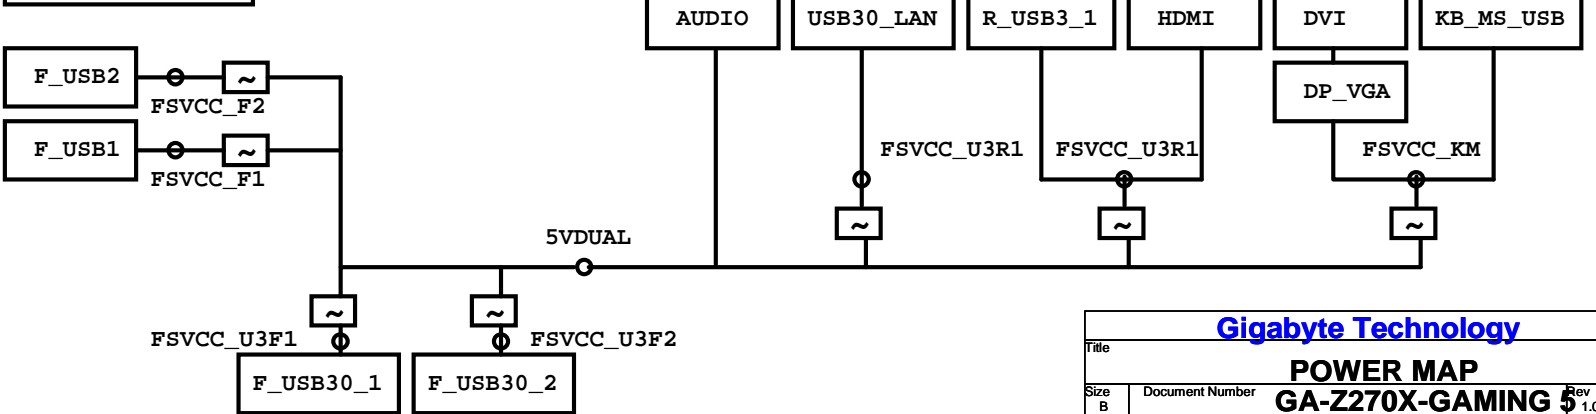 AUDIO
USB30_LAN
R_USB3_1
HDMI
DVI
KB_MS_USB
F_USB2
~
FSVCC_F2
DP_VGA
F_USB1
~
FSVCC_F1
FSVCC_U3R1
FSVCC_U3R1
FSVCC_KM
~
~
~
5VDUAL
~
~
FSVCC_U3F1
FSVCC_U3F2
F_USB30_1
F_USB30_2
Gigabyte Technology
Title
POWER MAP
Size
Document Number
Rev
B
GA-Z270X-GAMING 5